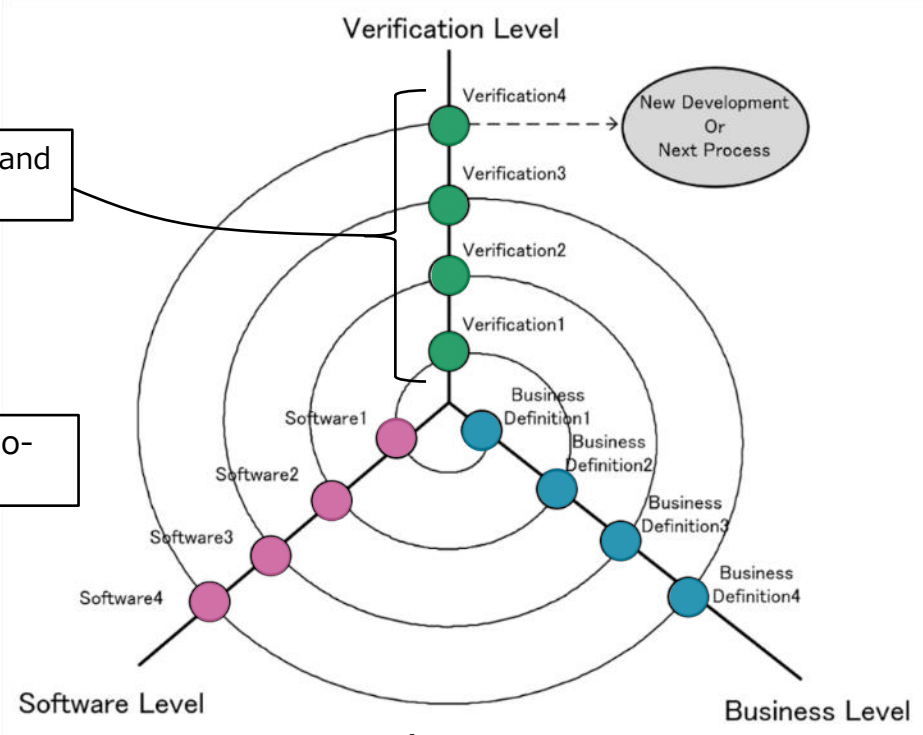 Verification Level
Verification4
New Development
Or
Next Process
and
Verification3
Verification2
Verification1
Business
Definition1
Software1
o-
Business
Definition2
Software2
Business
Definition3
Software3
Business
Definition4
Software4
Software Level
Business Level